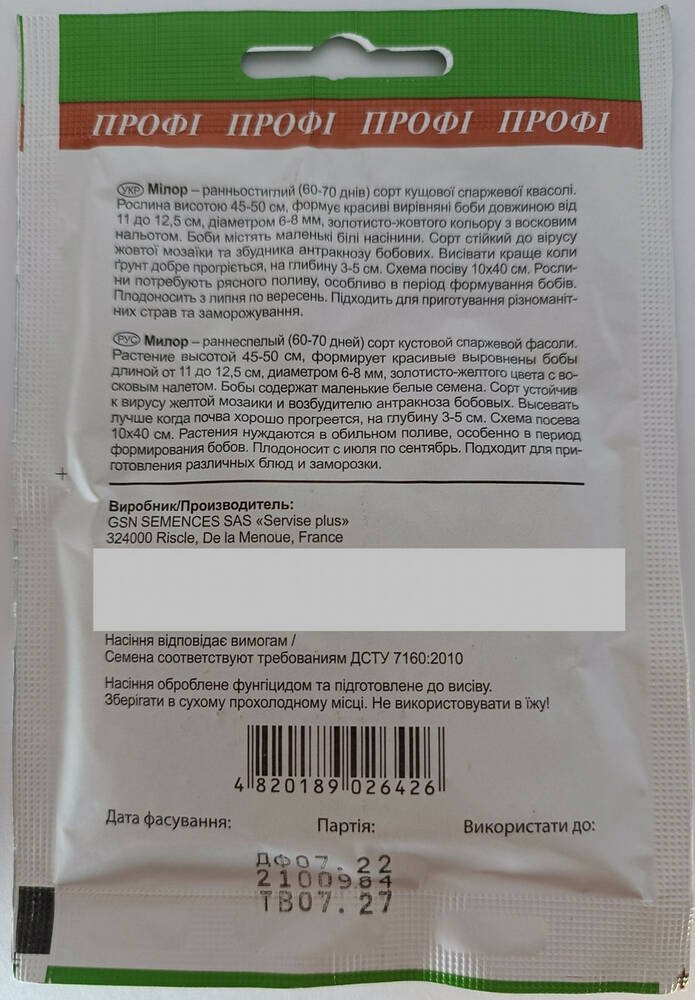 ПРОФІ ПРОФІ ПРОФІ ПРОФІ
УКР Мілор – ранньостиглий (60-70 днів) сорт кущової спаржевої квасолі.
Рослина висотою 45-50 см, формує красиві вирівняні боби довжиною від
11 до 12,5 см, діаметром 6-8 мм, золотисто-жовтого кольору з восковим
нальотом. Боби містять маленькі білі насінини. Сорт стійкий до вірусу
жовтої мозаїки та збудника антракнозу бобових. Висівати краще коли
ґрунт добре прогріється, на глибину 3-5 см. Схема посіву 10х40 см. Росли-
ни потребують рясного поливу, особливо в період формування бобів.
Плодоносить з липня по вересень. Підходить для приготування різноманіт-
них страв та заморожування.
РУС Милор – раннеспелый (60-70 дней) сорт кустовой спаржевой фасоли.
Растение высотой 45-50 см, формирует красивые выровнены бобы
длиной от 11 до 12,5 см, диаметром 6-8 мм, золотисто-желтого цвета с во-
сковым налетом. Бобы содержат маленькие белые семена. Сорт устойчив
к вирусу желтой мозаики и возбудителю антракноза бобовых. Высевать
лучше когда почва хорошо прогреется, на глубину 3-5 см. Схема посева
10х40 см. Растения нуждаются в обильном поливе, особенно в период
формирования бобов. Плодоносит с июля по сентябрь. Подходит для при-
готовления различных блюд и заморозки.
Виробник/Производитель:
GSN SEMENCES SAS «Servise plus»
324000 Riscle, De la Menoue, France
Насіння відповідає вимогам /
Семена соответствуют требованиям ДСТУ 7160:2010
Насіння оброблене фунгіцидом та підготовлене до висіву.
Зберігати в сухому прохолодному місці. Не використовувати в їжу!
4 820189 026426
Дата фасування: Партія: Використати до:
ДФ07.22
2100984
ТВ07.27